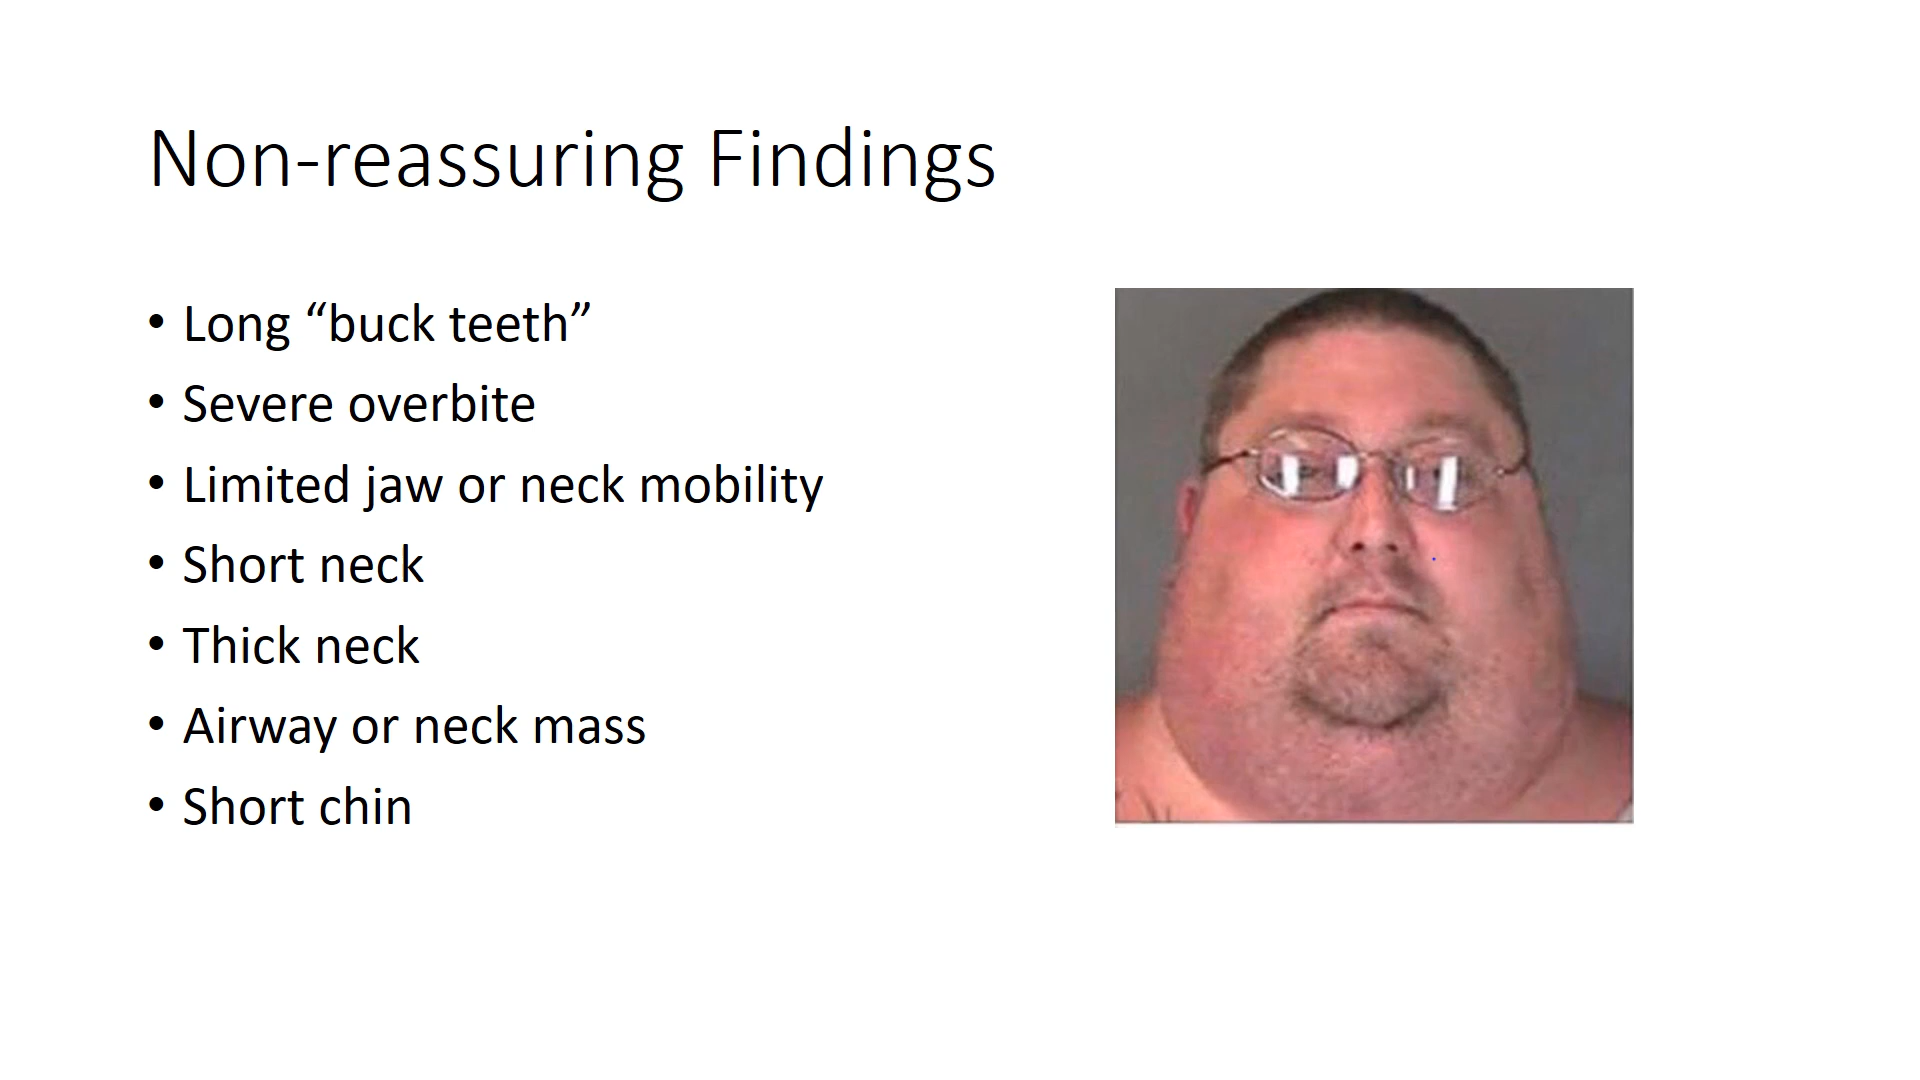 Non-reassuring Findings
• Long “buck teeth”
• Severe overbite
• Limited jaw or neck mobility
• Short neck
• Thick neck
• Airway or neck mass
• Short chin